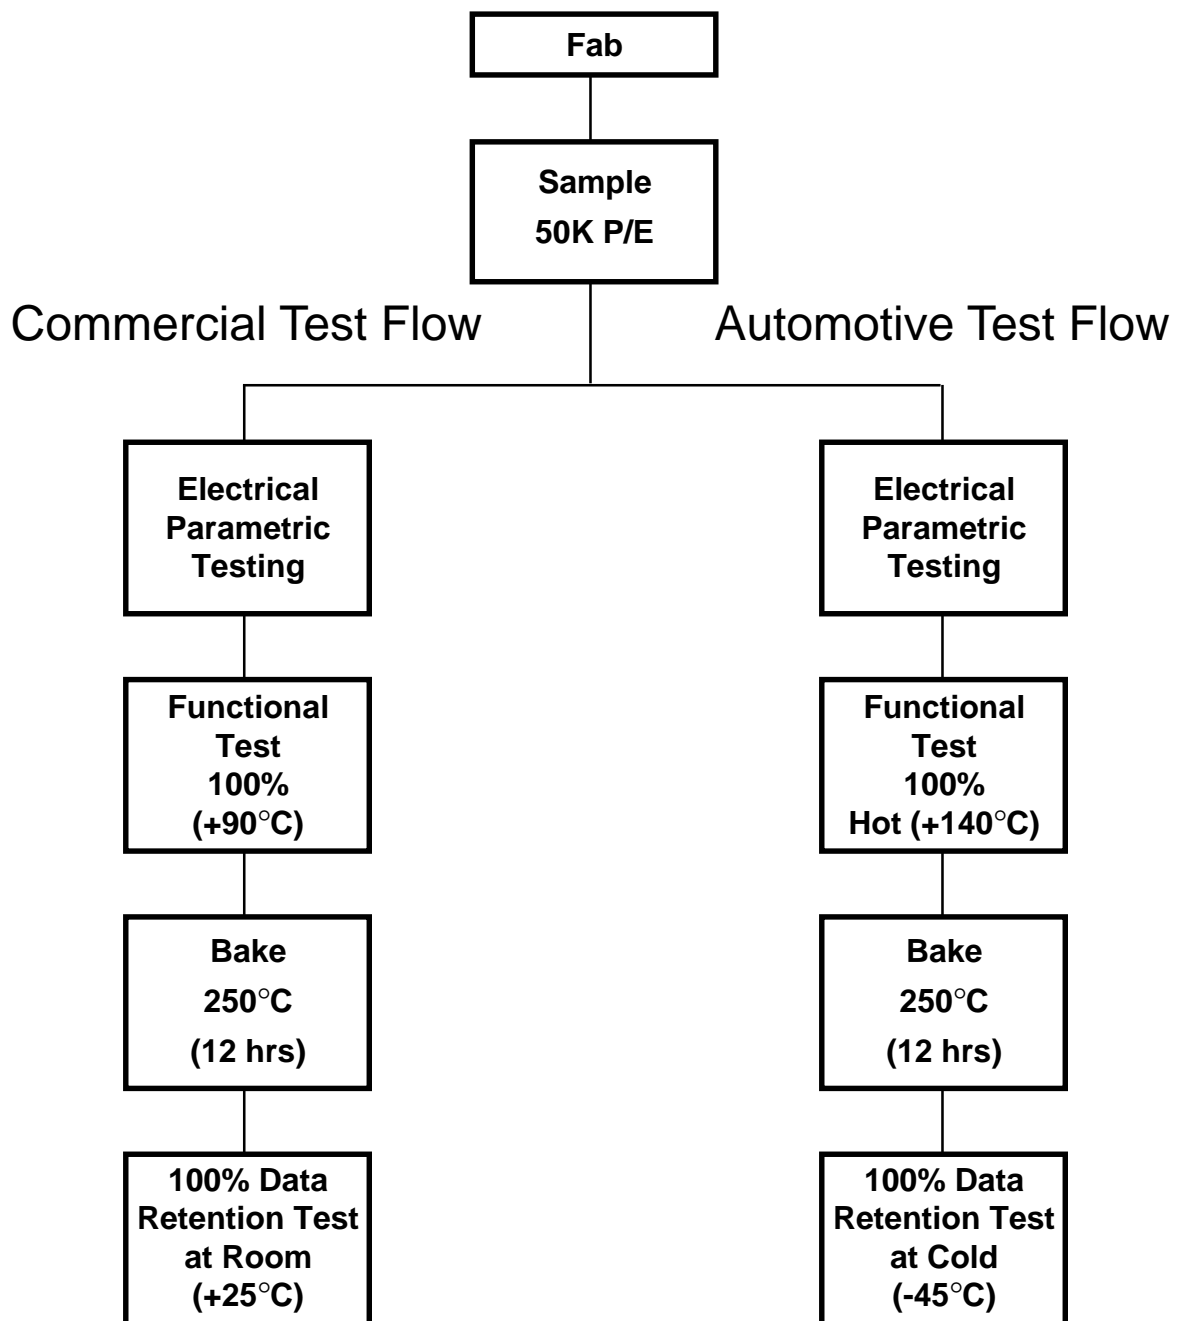 Fab
Sample
50K P/E
Commercial Test Flow
Automotive Test Flow
Electrical
Parametric
Testing
Functional
Test
100%
(+90°C)
Bake
250°C
(12 hrs)
100% Data
Retention Test
at Room
(+25°C)
Electrical
Parametric
Testing
Functional
Test
100%
Hot (+140°C)
Bake
250°C
(12 hrs)
100% Data
Retention Test
at Cold
(-45°C)